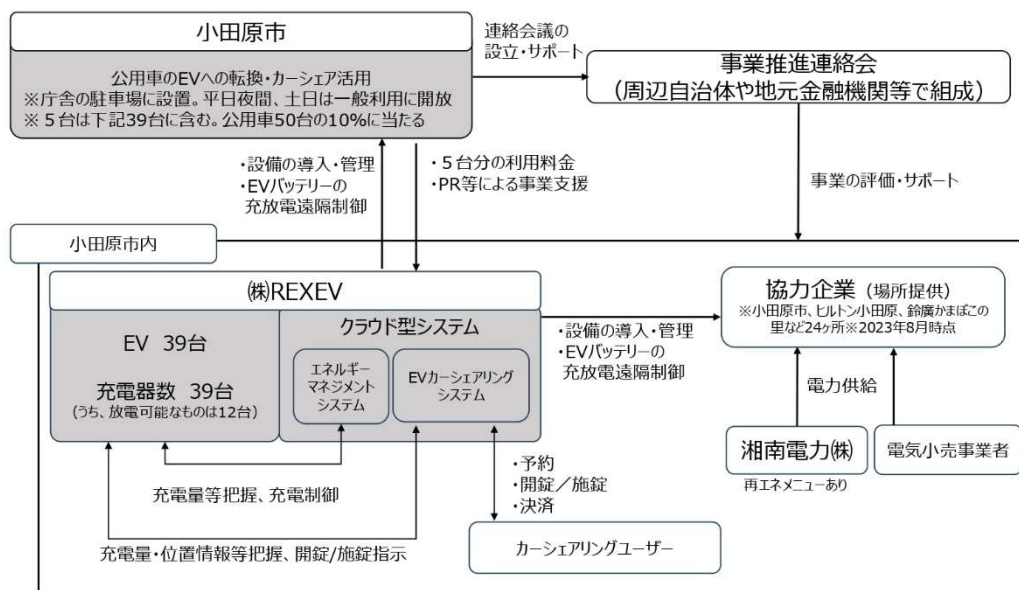 小田原市
公用車のEVへの転換・カーシェア活用
※庁舎の駐車場に設置。平日夜間、土日は一般利用に開放
※５台は下記39台に含む。公用車50台の10%に当たる
連絡会議の
設立・サポート
事業推進連絡会
（周辺自治体や地元金融機関等で組成）
・設備の導入・管理
・EVバッテリーの
充放電遠隔制御
・５台分の利用料金
・PR等による事業支援
事業の評価・サポート
小田原市内
㈱REXEV
EV 39台
充電器数 39台
(うち、放電可能なものは12台)
クラウド型システム
エネルギー
マネジメント
システム
EVカーシェアリング
システム
・設備の導入・管理
・EVバッテリーの
充放電遠隔制御
協力企業（場所提供）
※小田原市、ヒルトン小田原、鈴廣かまぼこの
里など24ヶ所※2023年8月時点
電力供給
湘南電力㈱
再エネメニューあり
電気小売事業者
充電量等把握、充電制御
・予約
・開錠／施錠
・決済
充電量・位置情報等把握、開錠/施錠指示
カーシェアリングユーザー